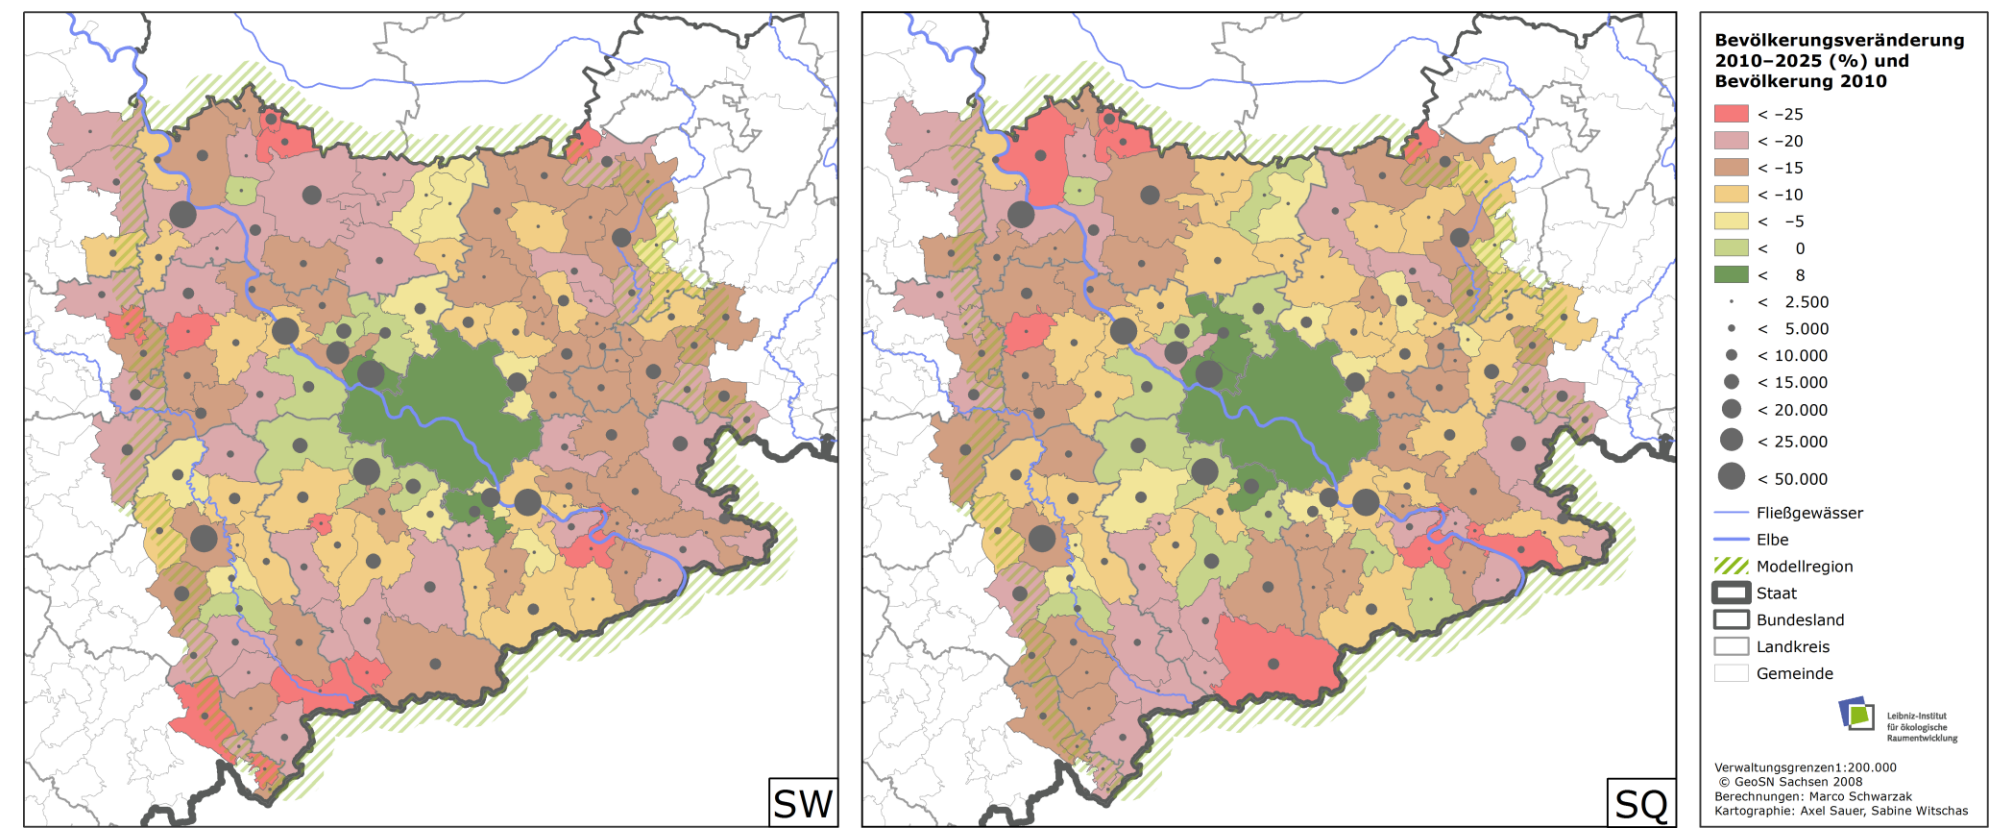 SW
SQ
Bevölkerungsveränderung
2010–2025 (%) und
Bevölkerung 2010
< –25
< –20
< –15
< –10
< –5
< 0
< 8
< 2.500
< 5.000
< 10.000
< 15.000
< 20.000
< 25.000
< 50.000
Fließgewässer
Elbe
Modellregion
Staat
Bundesland
Landkreis
Gemeinde
Leibniz-Institut
für ökologische
Raumentwicklung
Verwaltungsgrenzen1:200.000
© GeoSN Sachsen 2008
Berechnungen: Marco Schwarzak
Kartographie: Axel Sauer, Sabine Witschas